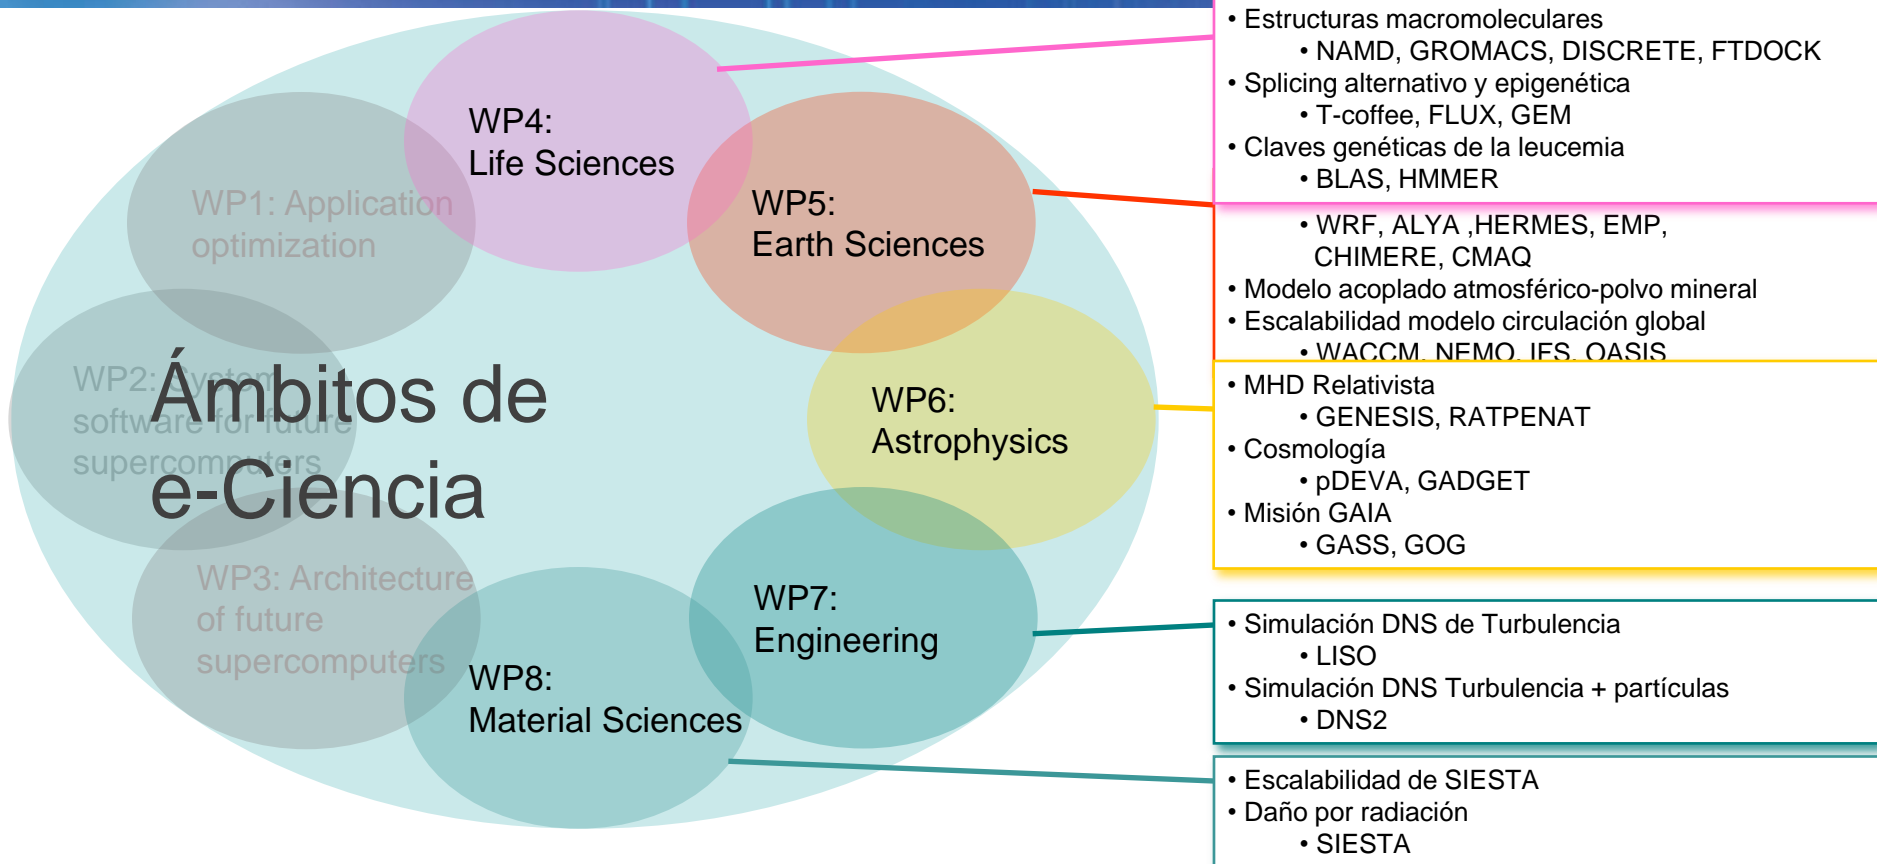 WP4:
Life Sciences
WP1: Application
optimization
WP5:
Earth Sciences
WP2: System
software for future
supercomputers
Ámbitos de
e-Ciencia
WP6:
Astrophysics
WP3: Architecture
of future
supercomputers
WP7:
Engineering
WP8:
Material Sciences
• Estructuras macromoleculares
• NAMD, GROMACS, DISCRETE, FTDOCK
• Splicing alternativo y epigenética
• T-coffee, FLUX, GEM
• Claves genéticas de la leucemia
• BLAS, HMMER
• WRF, ALYA ,HERMES, EMP,
CHIMERE, CMAQ
• Modelo acoplado atmosférico-polvo mineral
• Escalabilidad modelo circulación global
• WACCM, NEMO, IFS, OASIS
• MHD Relativista
• GENESIS, RATPENAT
• Cosmología
• pDEVA, GADGET
• Misión GAIA
• GASS, GOG
• Simulación DNS de Turbulencia
• LISO
• Simulación DNS Turbulencia + partículas
• DNS2
• Escalabilidad de SIESTA
• Daño por radiación
• SIESTA